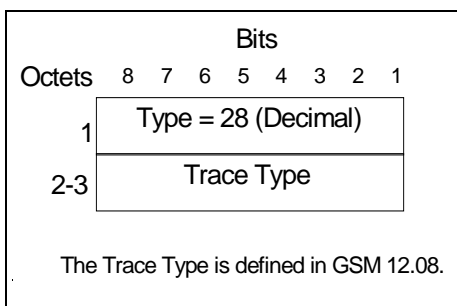 Bits
Octets 8 7 6 5 4 3 2 1
1 Type = 28 (Decimal)
2-3 Trace Type
The Trace Type is defined in GSM 12.08.